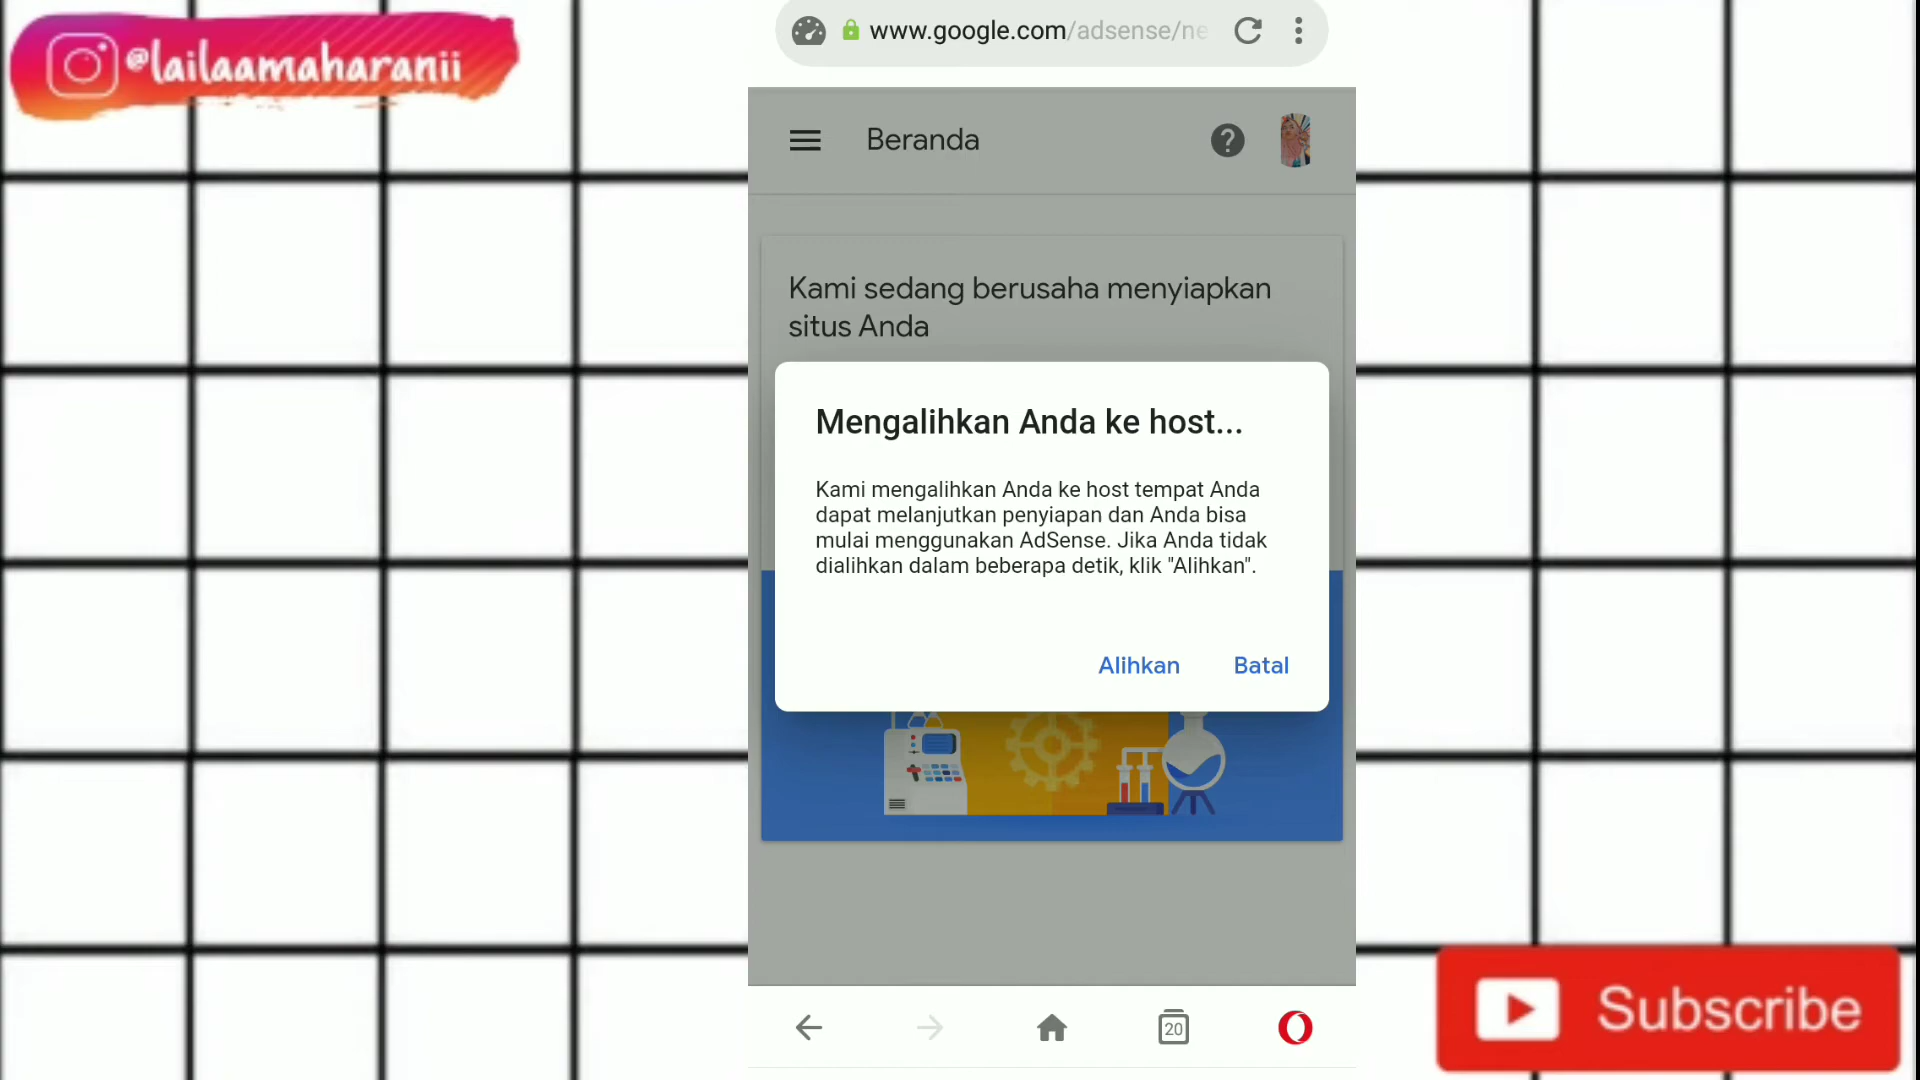 @lailaamaharanii
www.google.com/adsense/ne
Beranda
Kami sedang berusaha menyiapkan
situs Anda
Mengalihkan Anda ke host...
Kami mengalihkan Anda ke host tempat Anda
dapat melanjutkan penyiapan dan Anda bisa
mulai menggunakan AdSense. Jika Anda tidak
dialihkan dalam beberapa detik, klik "Alihkan".
Alihkan Batal
20
Subscribe